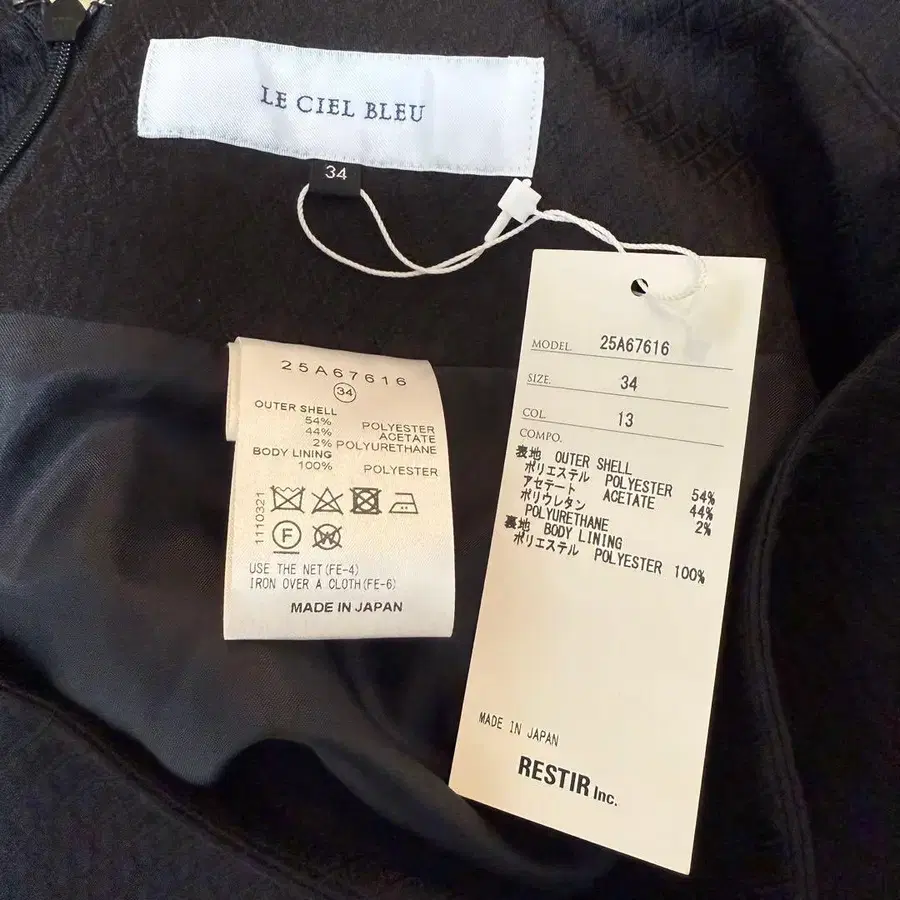 LE CIEL BLEU
34
25A67616
34
OUTER SHELL
54% POLYESTER
44% ACETATE
2% POLYURETHANE
BODY LINING
100% POLYESTER
1110321
F
W
USE THE NET(FE-4)
IRON OVER A CLOTH(FE-6)
MADE IN JAPAN
MODEL. 25A67616
SIZE. 34
COL. 13
COMPO.
表地 OUTER SHELL
ポリエステル POLYESTER 54%
アセテート ACETATE 44%
ポリウレタン
POLYURETHANE 2%
裏地 BODY LINING
ポリエステル POLYESTER 100%
MADE IN JAPAN
RESTIR Inc.